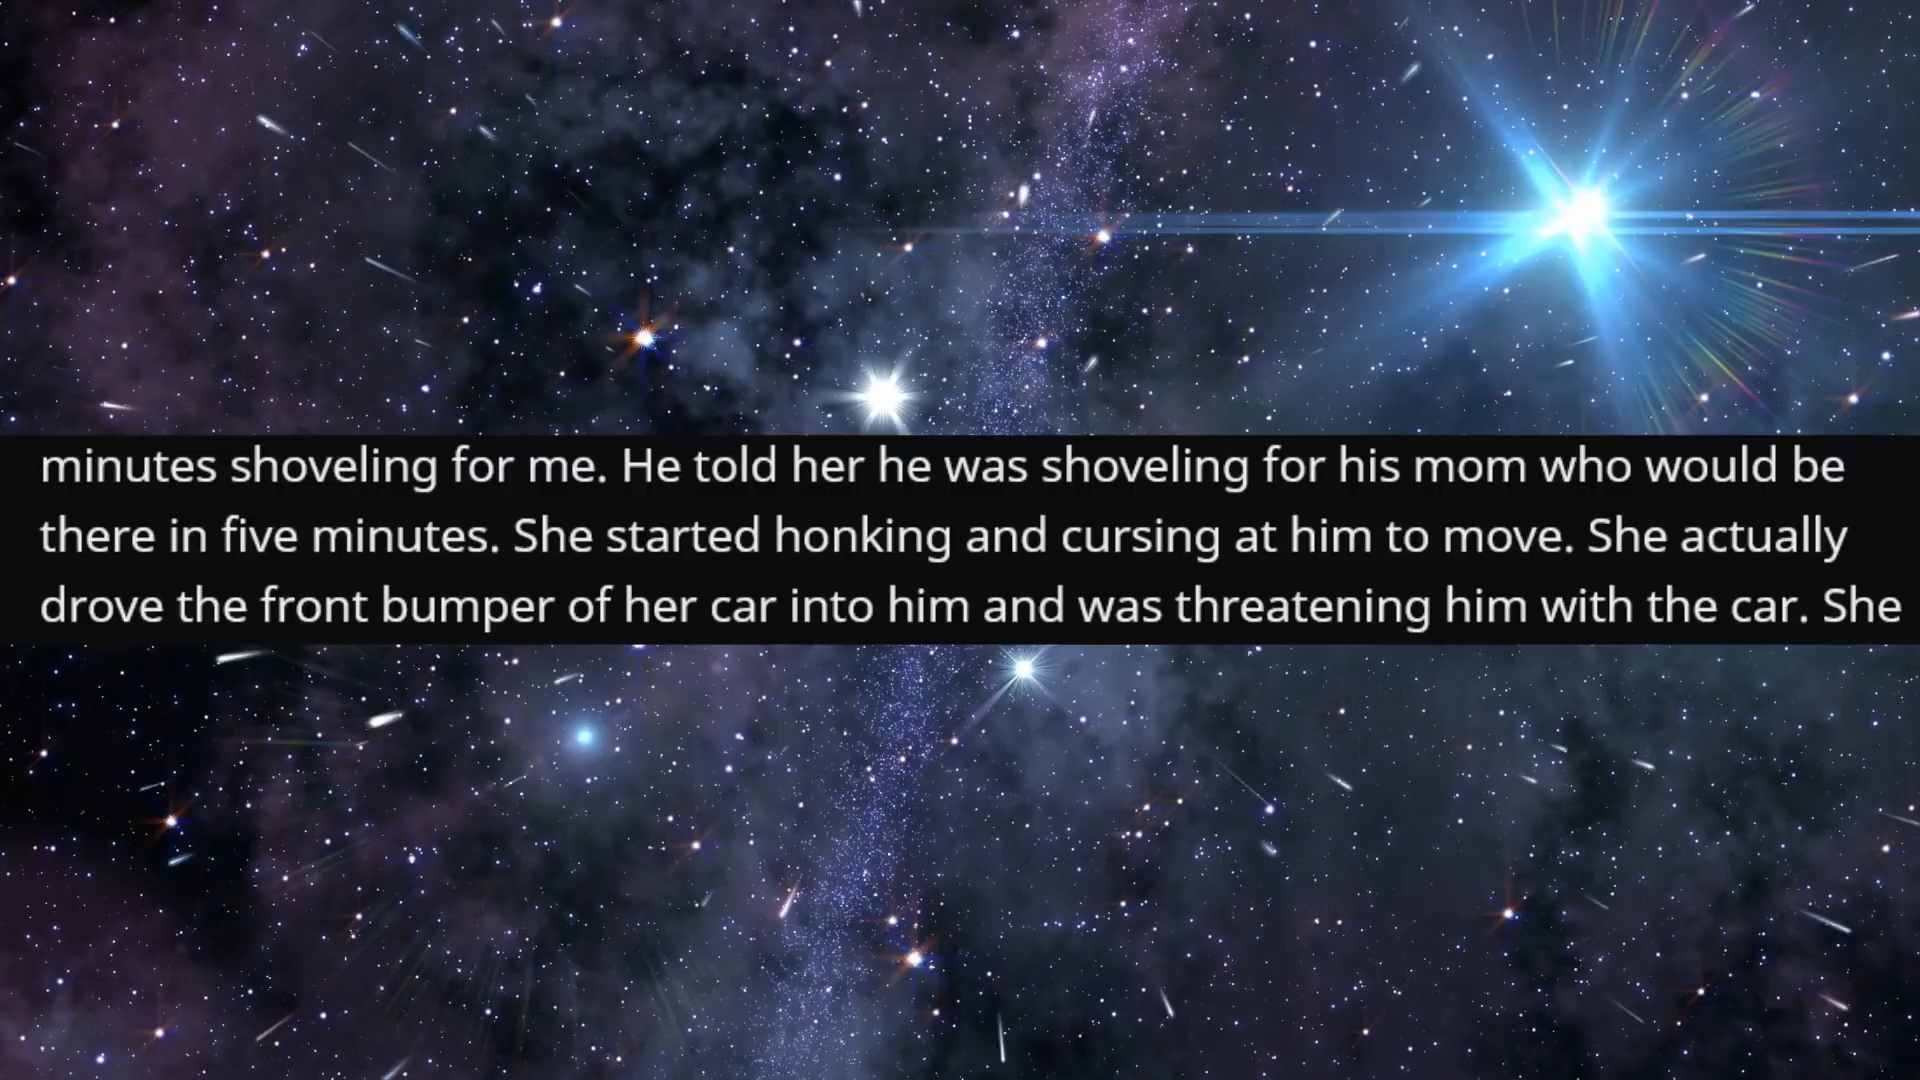 minutes shoveling for me. He told her he was shoveling for his mom who would be
there in five minutes. She started honking and cursing at him to move. She actually
drove the front bumper of her car into him and was threatening him with the car. She